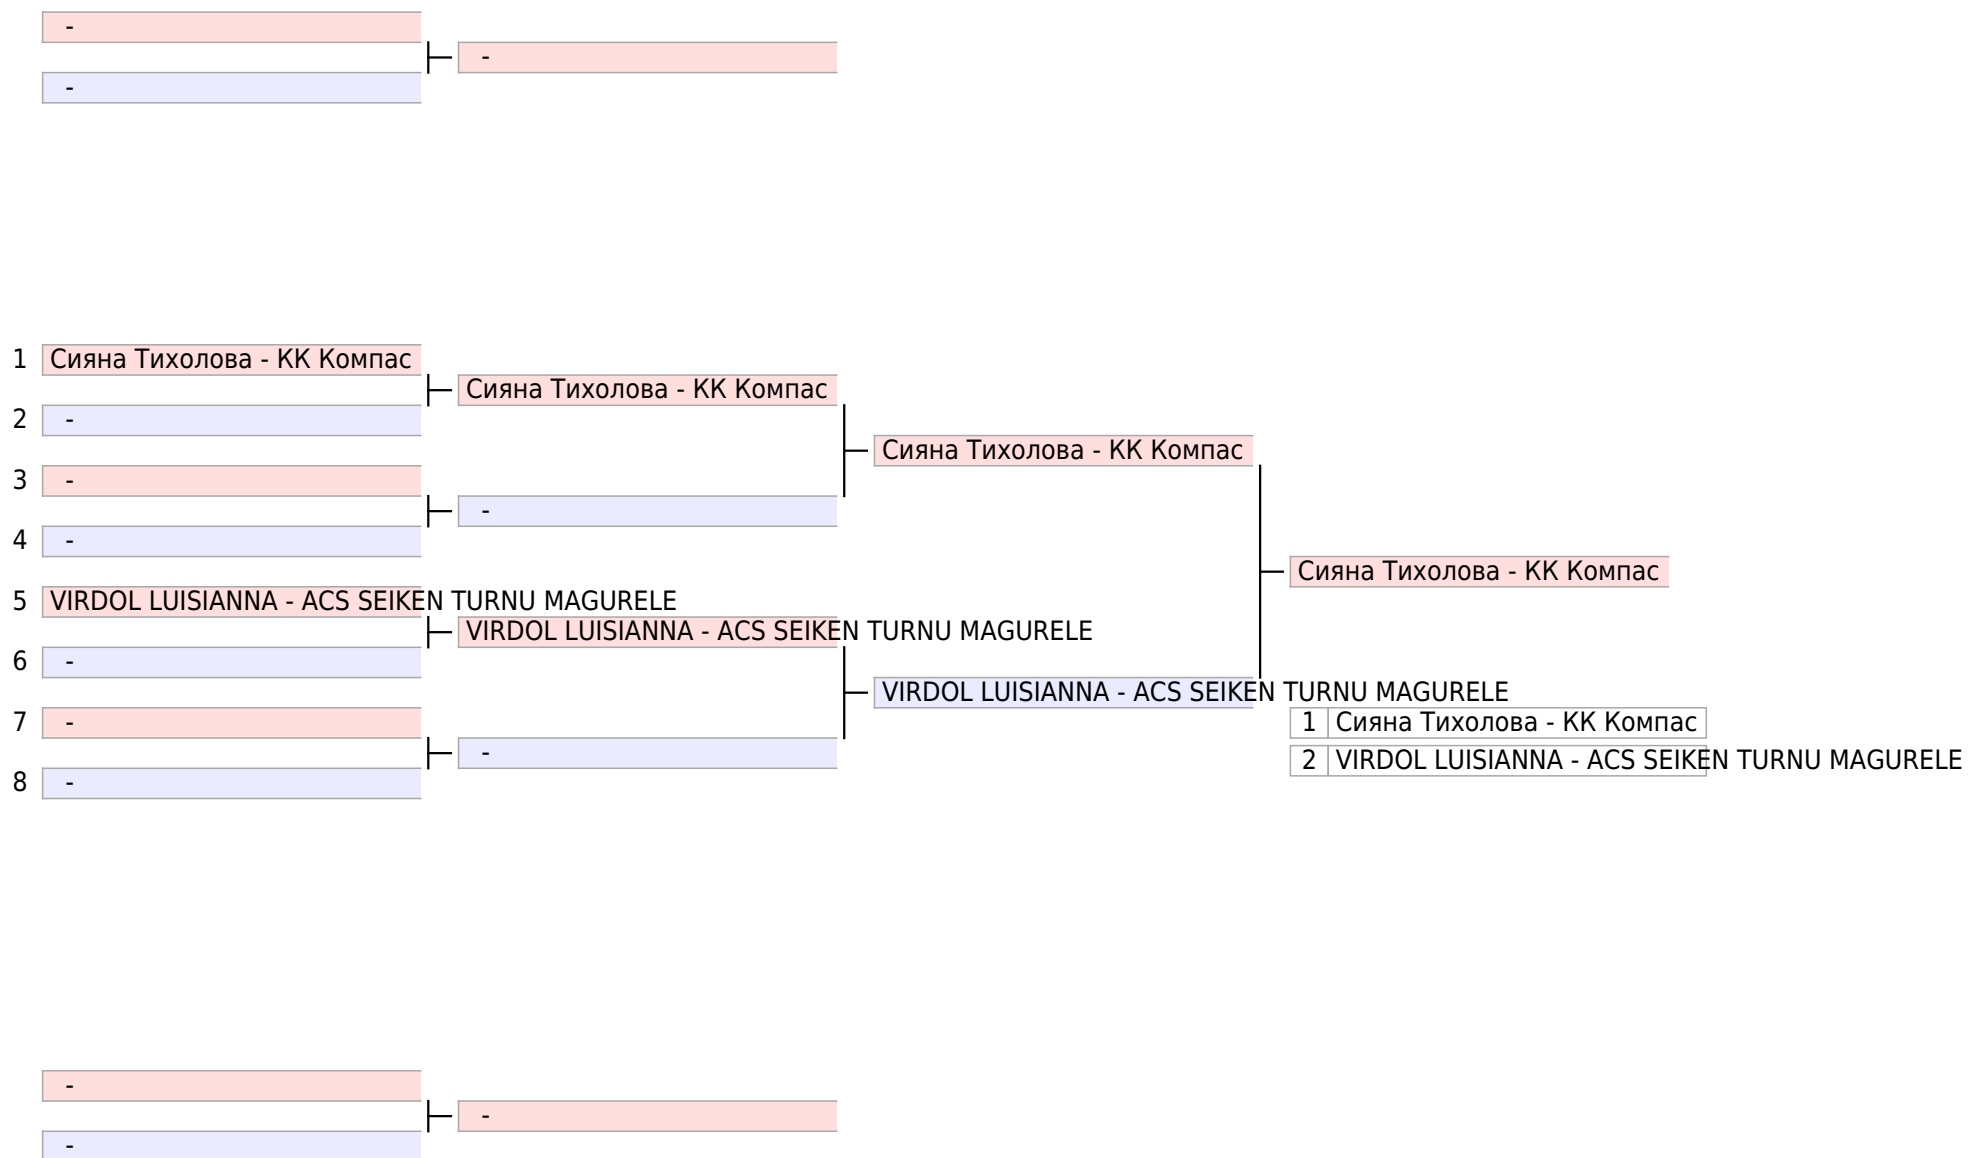 -
-
-
1 Сияна Тихолова - КК Компас
Сияна Тихолова - КК Компас
2 -
Сияна Тихолова - КК Компас
3 -
-
4 -
Сияна Тихолова - КК Компас
5 VIRDOL LUISIANNA - ACS SEIKEN TURNU MAGURELE
VIRDOL LUISIANNA - ACS SEIKEN TURNU MAGURELE
6 -
VIRDOL LUISIANNA - ACS SEIKEN TURNU MAGURELE
7 -
1 Сияна Тихолова - КК Компас
-
2 VIRDOL LUISIANNA - ACS SEIKEN TURNU MAGURELE
8 -
-
-
-